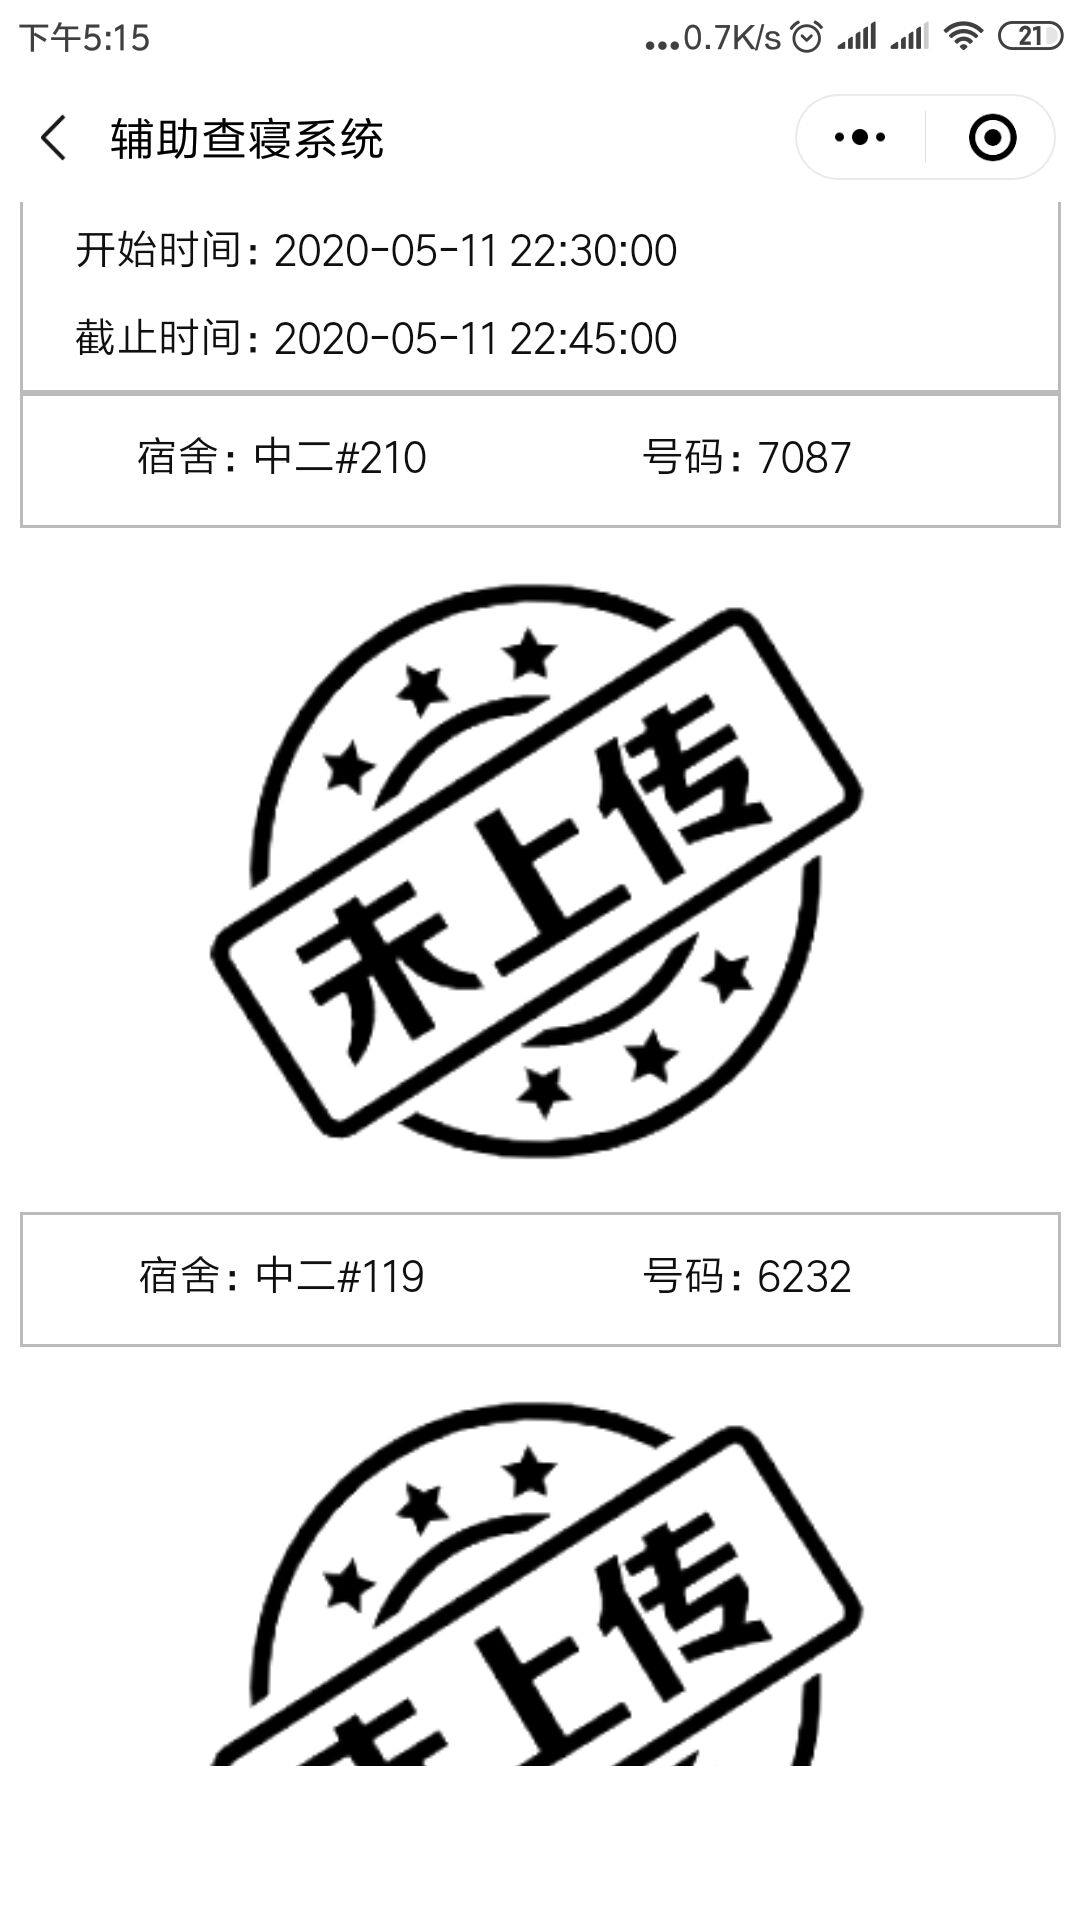 下午5:15
...0.7K/s
21
辅助查寝系统
开始时间: 2020-05-11 22:30:00
截止时间: 2020-05-11 22:45:00
宿舍: 中二#210 号码: 7087
未上传
宿舍: 中二#119 号码: 6232
未上传